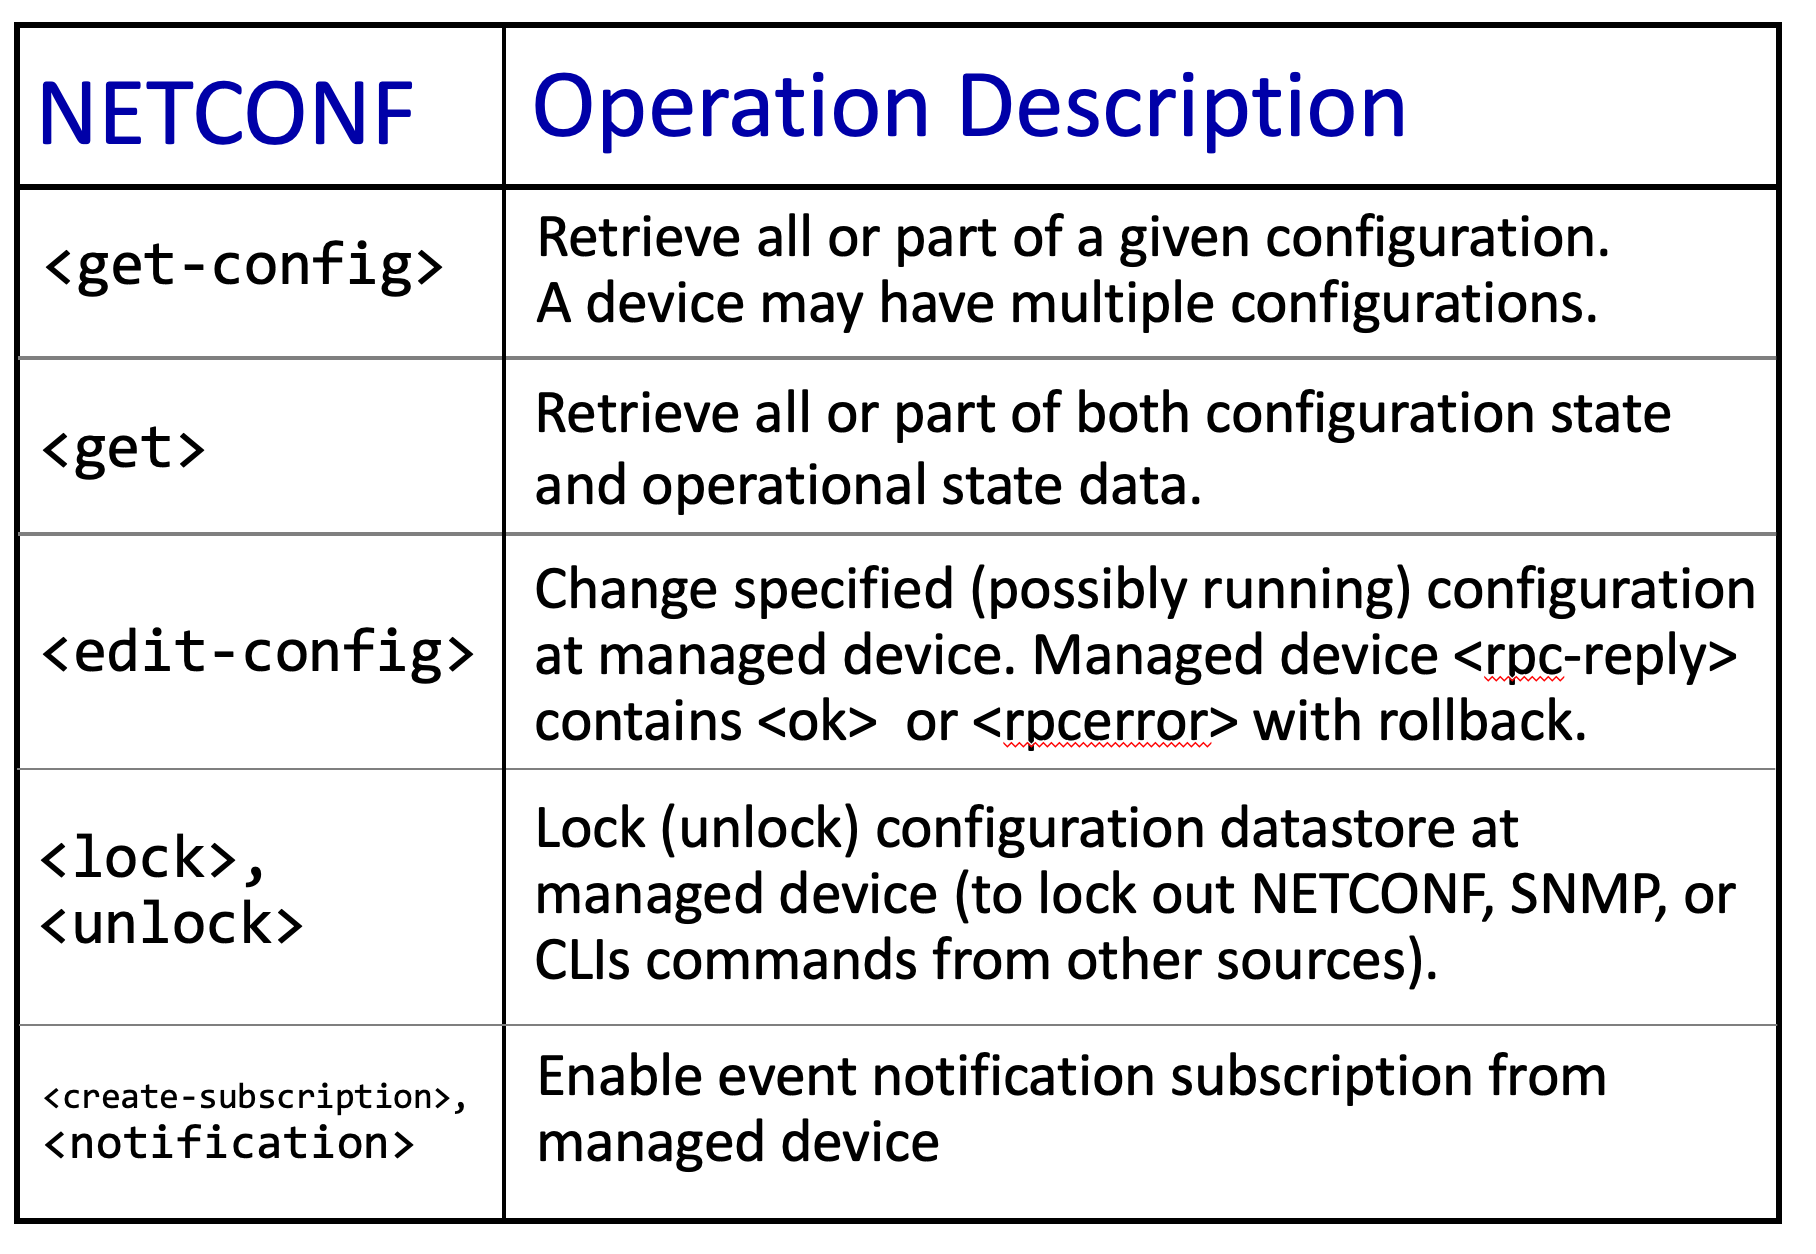 NETCONF
Operation Description
<get-config>
Retrieve all or part of a given configuration.
A device may have multiple configurations.
<get>
Retrieve all or part of both configuration state
and operational state data.
<edit-config>
Change specified (possibly running) configuration
at managed device. Managed device <rpc-reply>
contains <ok>  or <rpcerror> with rollback.
<lock>,
<unlock>
Lock (unlock) configuration datastore at
managed device (to lock out NETCONF, SNMP, or
CLIs commands from other sources).
<create-subscription>,
<notification>
Enable event notification subscription from
managed device